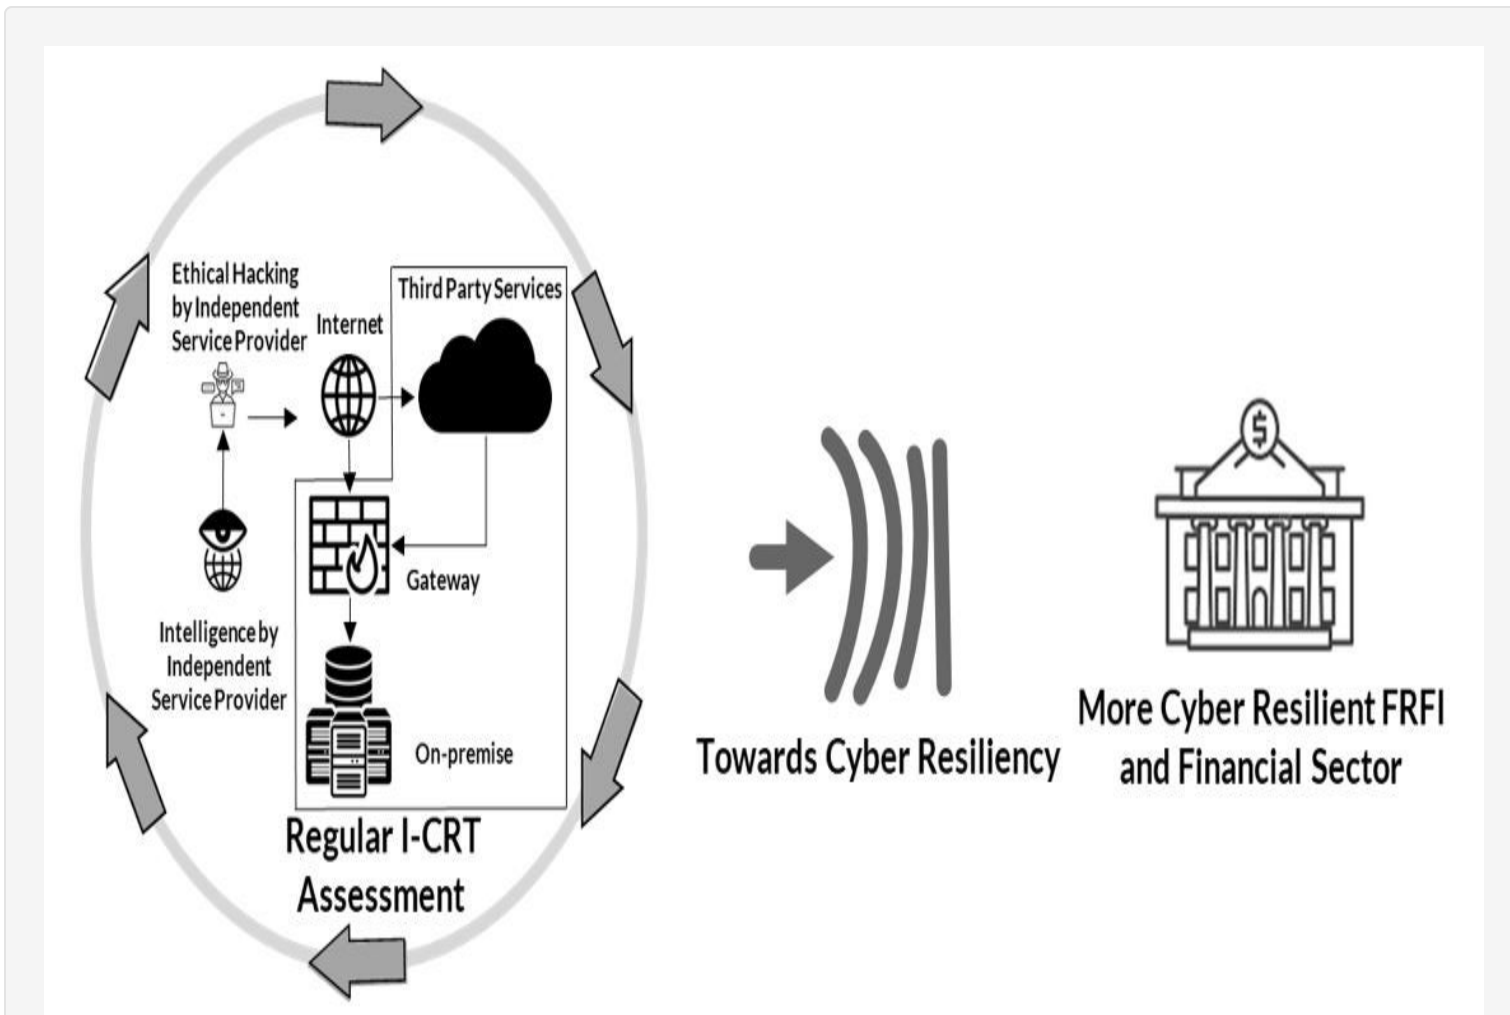 Ethical Hacking
by Independent
Service Provider
Internet
Third Party Services
Gateway
Intelligence by
Independent
Service Provider
On-premise
Regular I-CRT
Assessment
Towards Cyber Resiliency
$
More Cyber Resilient FRFI
and Financial Sector